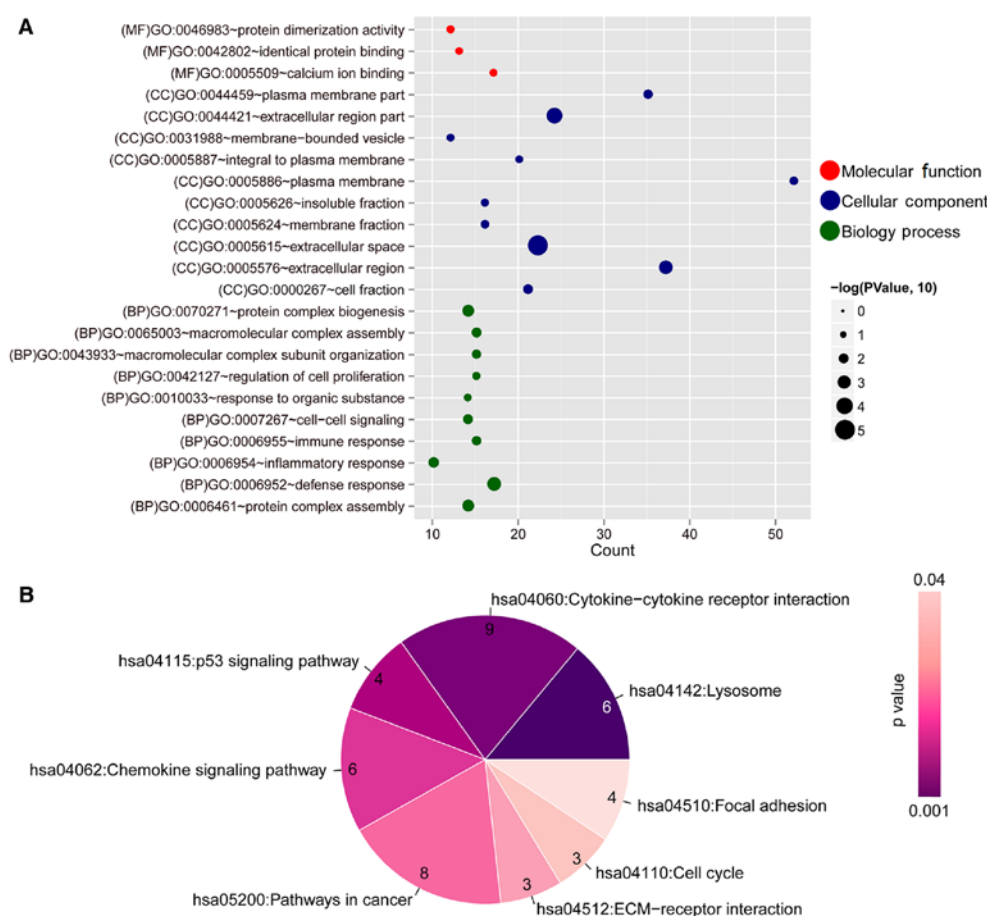 A
(MF)GO:0046983~protein dimerization activity
(MF)GO:0042802~identical protein binding
(MF)GO:0005509~calcium ion binding
(CC)GO:0044459~plasma membrane part
(CC)GO:0044421~extracellular region part
(CC)GO:0031988~membrane−bounded vesicle
(CC)GO:0005887~integral to plasma membrane
(CC)GO:0005886~plasma membrane
(CC)GO:0005626~insoluble fraction
(CC)GO:0005624~membrane fraction
(CC)GO:0005615~extracellular space
(CC)GO:0005576~extracellular region
(CC)GO:0000267~cell fraction
(BP)GO:0070271~protein complex biogenesis
(BP)GO:0065003~macromolecular complex assembly
(BP)GO:0043933~macromolecular complex subunit organization
(BP)GO:0042127~regulation of cell proliferation
(BP)GO:0010033~response to organic substance
(BP)GO:0007267~cell−cell signaling
(BP)GO:0006955~immune response
(BP)GO:0006954~inflammatory response
(BP)GO:0006952~defense response
(BP)GO:0006461~protein complex assembly
10 20 30 40 50
Count
Molecular function
Cellular component
Biology process
−log(PValue, 10)
0
1
2
3
4
5
B
hsa04060:Cytokine−cytokine receptor interaction
9
hsa04115:p53 signaling pathway
4
hsa04142:Lysosome
6
hsa04062:Chemokine signaling pathway
6
hsa04510:Focal adhesion
4
hsa04110:Cell cycle
3
hsa05200:Pathways in cancer
8
hsa04512:ECM−receptor interaction
3
0.04
p value
0.001